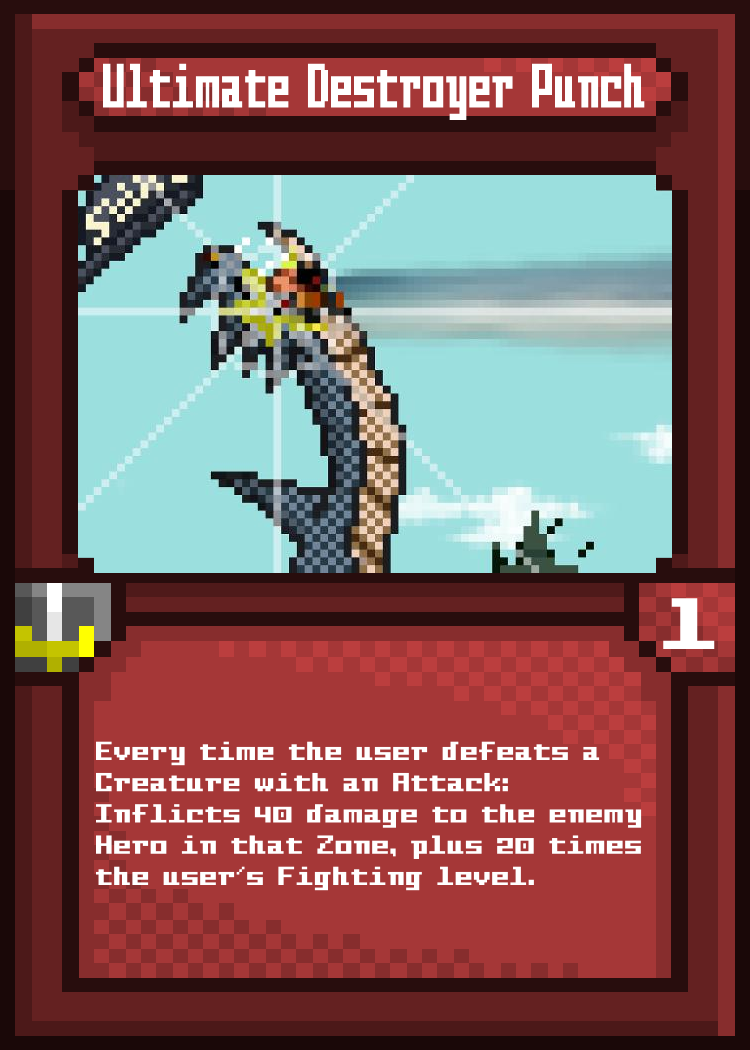 Ultimate Destroyer Punch
1
Every time the user defeats a
Creature with an Attack:
Inflicts 40 damage to the enemy
Hero in that Zone, plus 20 times
the user's Fighting level.